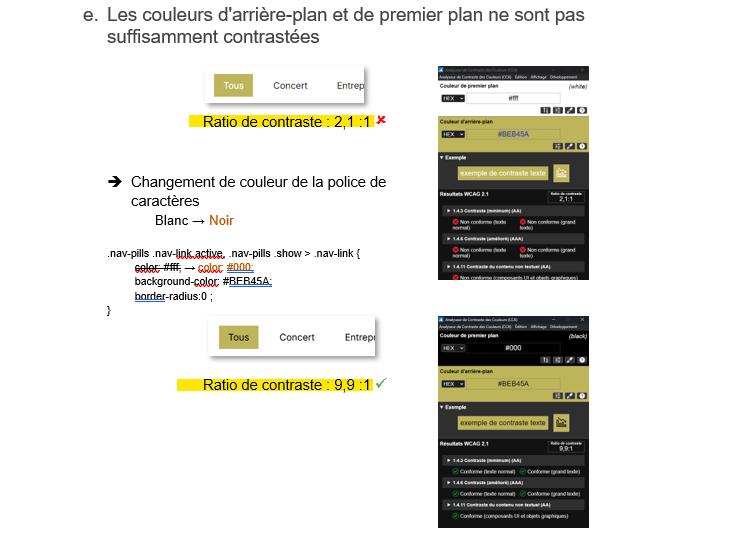 e. Les couleurs d'arrière-plan et de premier plan ne sont pas
suffisamment contrastées
Tous Concert Entrep
Ratio de contraste : 2,1 :1
➔ Changement de couleur de la police de
caractères
Blanc → Noir
.nav-pills .nav-link.active, .nav-pills .show > .nav-link {
color: #fff; → color: #000;
background-color: #BEB45A;
border-radius:0 ;
}
Tous Concert Entrepr
Ratio de contraste : 9,9 :1
Analyseur de Contraste des Couleurs (CCA)
Analyseur de Contraste des Couleurs (CCA) Édition Affichage Développement
Couleur de premier plan (white)
HEX #fff
Couleur d'arrière-plan
HEX #BEB45A
Exemple
exemple de contraste texte
Résultats WCAG 2.1 Ratio de contraste
2,1:1
1.4.3 Contraste (minimum) (AA)
Non conforme (texte normal) Non conforme (grand texte)
1.4.6 Contraste (amélioré) (AAA)
Non conforme (texte normal) Non conforme (grand texte)
1.4.11 Contraste du contenu non textuel (AA)
Non conforme (composants UI et objets graphiques)
Analyseur de Contraste des Couleurs (CCA)
Analyseur de Contraste des Couleurs (CCA) Édition Affichage Développement
Couleur de premier plan (black)
HEX #000
Couleur d'arrière-plan
HEX #BEB45A
Exemple
exemple de contraste texte
Résultats WCAG 2.1 Ratio de contraste
9,9:1
1.4.3 Contraste (minimum) (AA)
Conforme (texte normal) Conforme (grand texte)
1.4.6 Contraste (amélioré) (AAA)
Conforme (texte normal) Conforme (grand texte)
1.4.11 Contraste du contenu non textuel (AA)
Conforme (composants UI et objets graphiques)